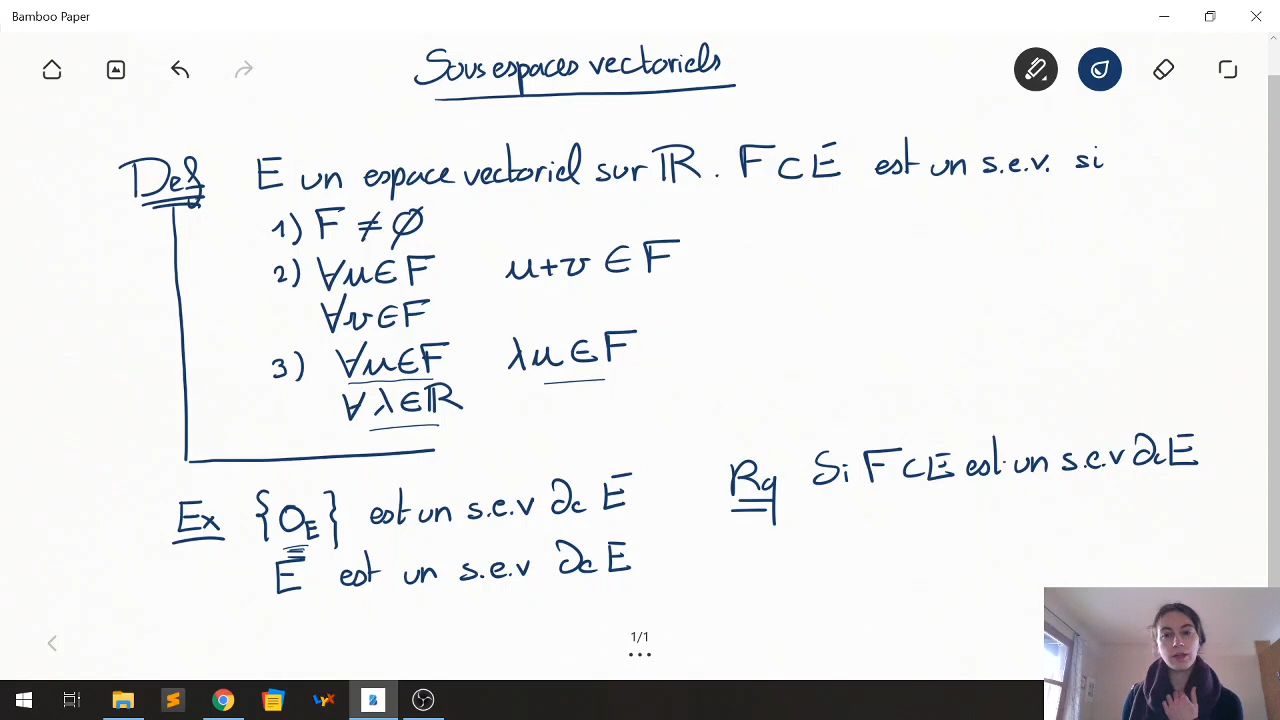 Bamboo Paper
Sous espaces vectoriels
Def E un espace vectoriel sur ℝ. F ⊂ E est un s.e.v. si
1) F ≠ ∅
2) ∀u∈F u+v ∈ F
∀v∈F
3) ∀u∈F λu ∈ F
∀λ∈ℝ
Ex {0_E} est un s.e.v de E
E est un s.e.v de E
Rq Si F ⊂ E est un s.e.v de E
1/1